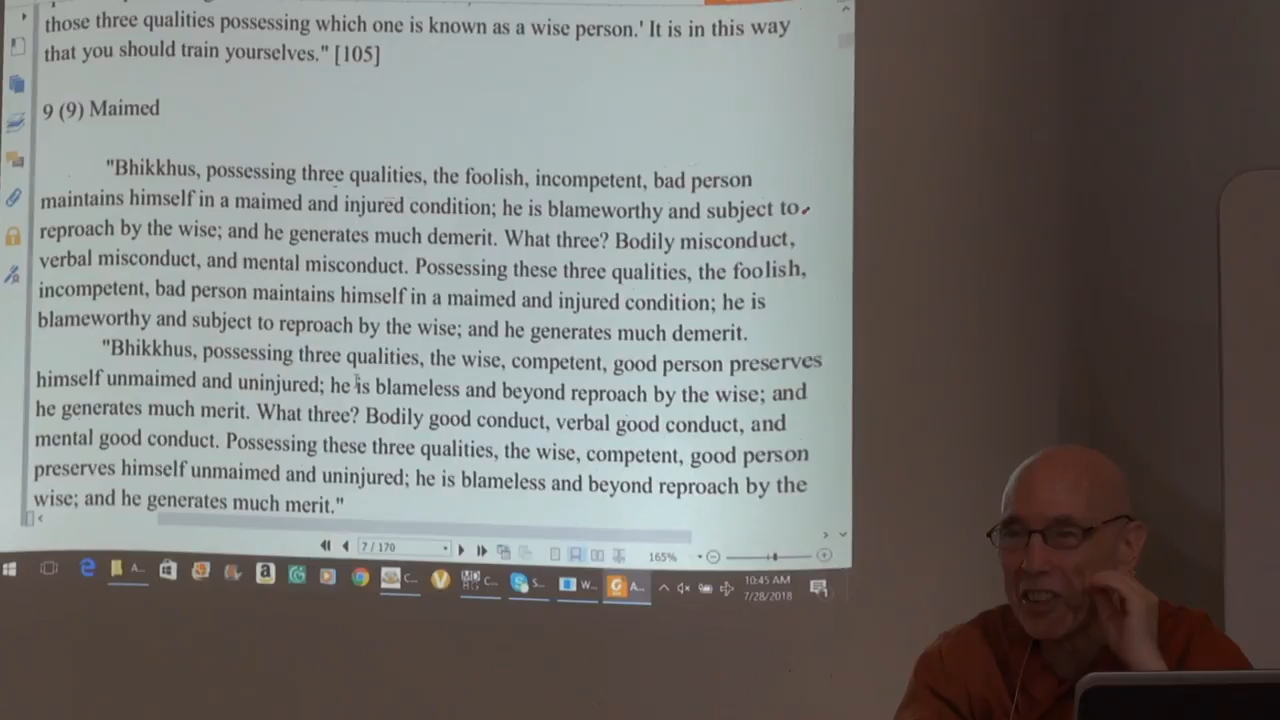 those three qualities possessing which one is known as a wise person.' It is in this way
that you should train yourselves." [105]
9 (9) Maimed
"Bhikkhus, possessing three qualities, the foolish, incompetent, bad person
maintains himself in a maimed and injured condition; he is blameworthy and subject to
reproach by the wise; and he generates much demerit. What three? Bodily misconduct,
verbal misconduct, and mental misconduct. Possessing these three qualities, the foolish,
incompetent, bad person maintains himself in a maimed and injured condition; he is
blameworthy and subject to reproach by the wise; and he generates much demerit.
"Bhikkhus, possessing three qualities, the wise, competent, good person preserves
himself unmaimed and uninjured; he is blameless and beyond reproach by the wise; and
he generates much merit. What three? Bodily good conduct, verbal good conduct, and
mental good conduct. Possessing these three qualities, the wise, competent, good person
preserves himself unmaimed and uninjured; he is blameless and beyond reproach by the
wise; and he generates much merit."
7 / 170
165%
A...
a
C...
C...
S...
W...
A...
10:45 AM
7/28/2018